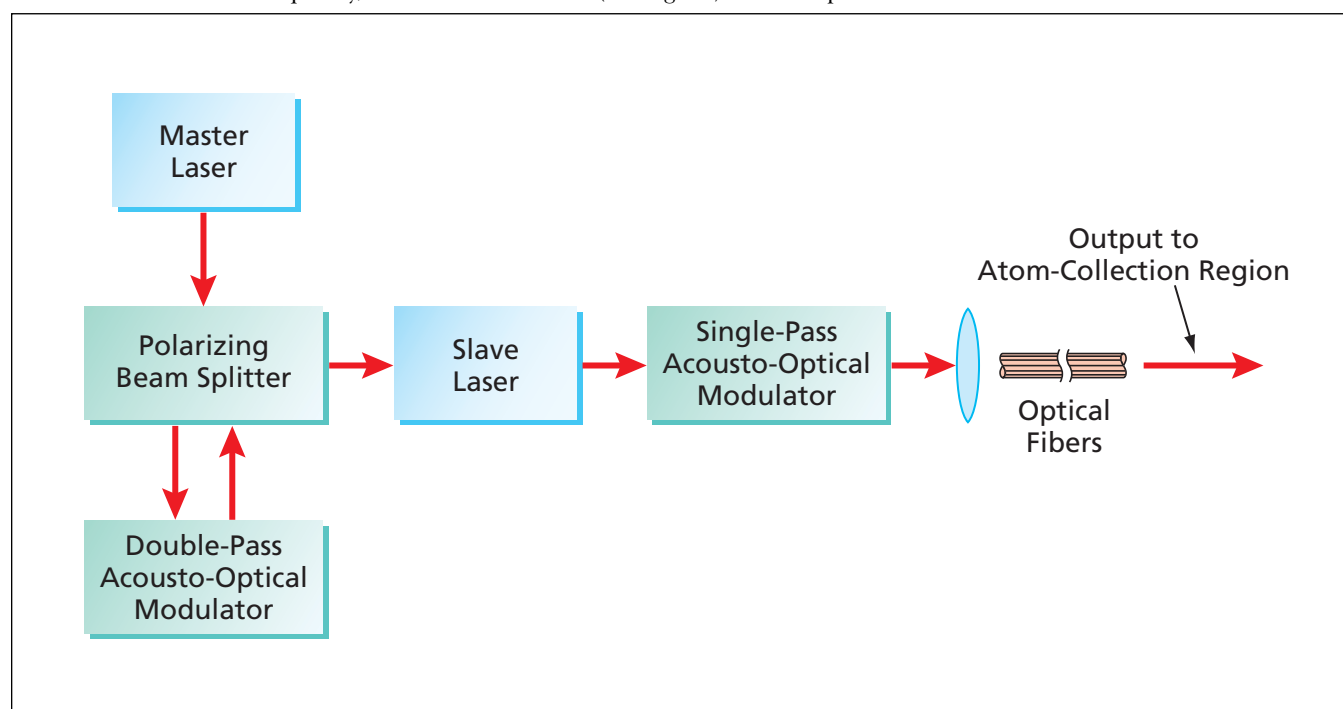 Master
Laser
Output to
Atom-Collection Region
Polarizing
Beam Splitter
Slave
Laser
Single-Pass
Acousto-Optical
Modulator
Optical
Fibers
Double-Pass
Acousto-Optical
Modulator